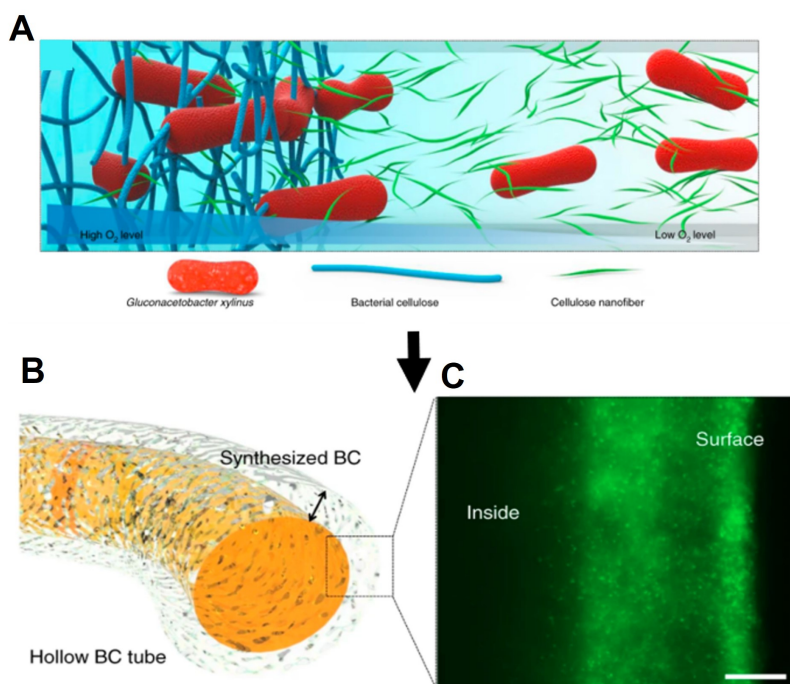 A
High O2 level
Low O2 level
Gluconacetobacter xylinus
Bacterial cellulose
Cellulose nanofiber
B
C
Synthesized BC
Surface
Inside
Hollow BC tube